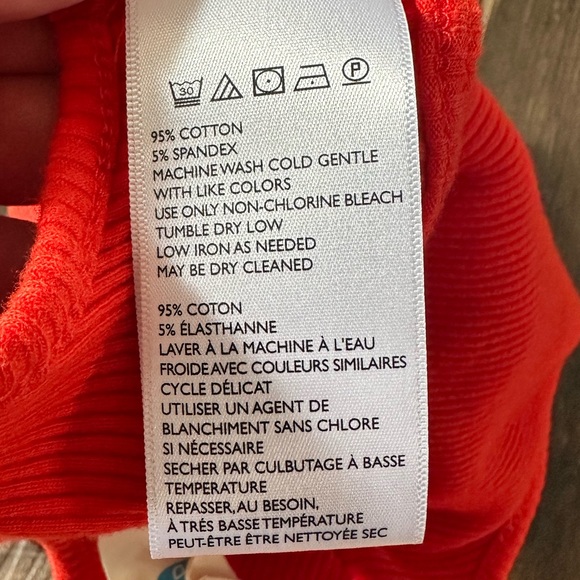 30 P
95% COTTON
5% SPANDEX
MACHINE WASH COLD GENTLE
WITH LIKE COLORS
USE ONLY NON-CHLORINE BLEACH
TUMBLE DRY LOW
LOW IRON AS NEEDED
MAY BE DRY CLEANED
95% COTON
5% ÉLASTHANNE
LAVER À LA MACHINE À L'EAU
FROIDE AVEC COULEURS SIMILAIRES
CYCLE DÉLICAT
UTILISER UN AGENT DE
BLANCHIMENT SANS CHLORE
SI NÉCESSAIRE
SECHER PAR CULBUTAGE À BASSE
TEMPERATURE
REPASSER, AU BESOIN,
À TRÉS BASSE TEMPÉRATURE
PEUT-ÊTRE ÊTRE NETTOYÉE SEC